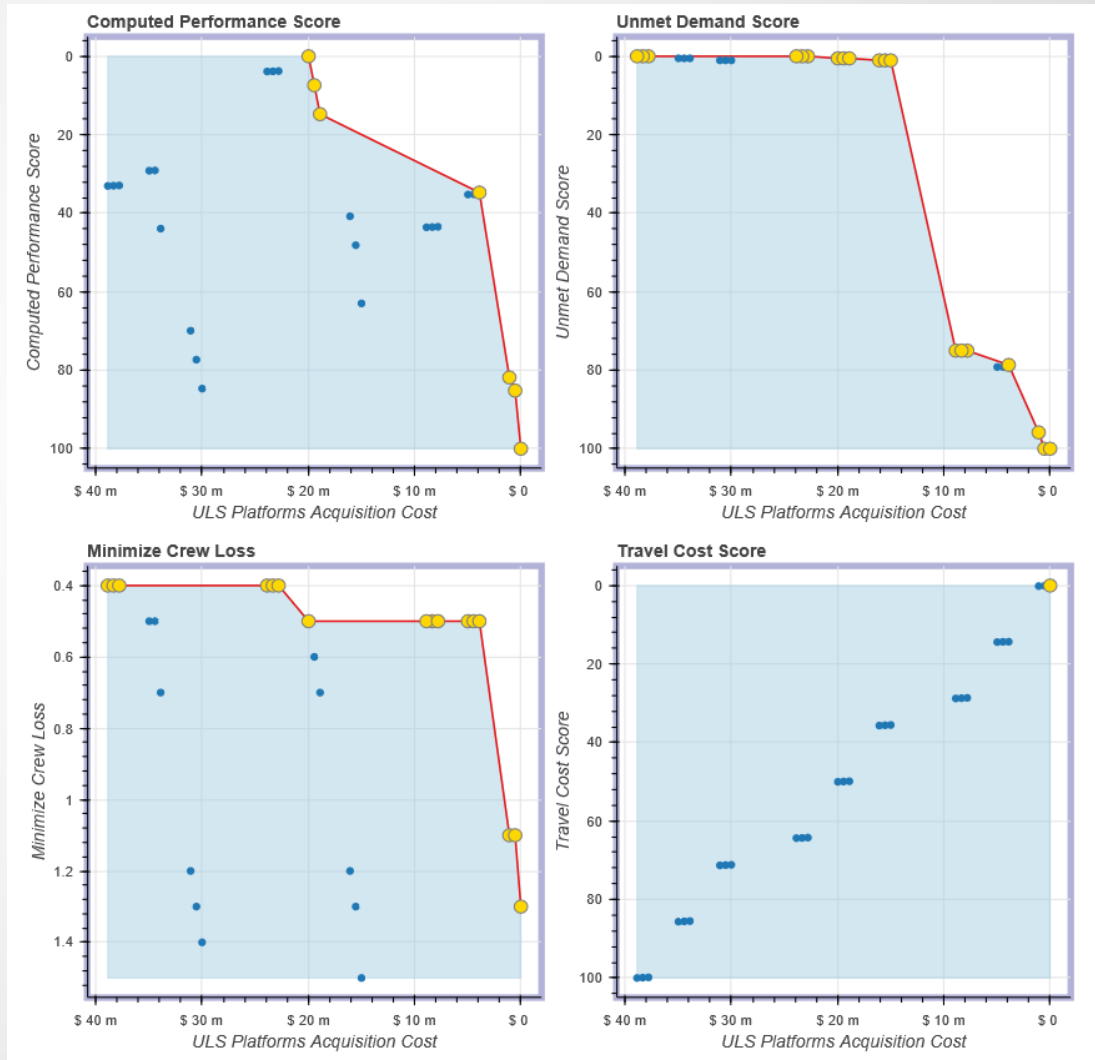 Computed Performance Score
Computed Performance Score
0
20
40
60
80
100
$ 40 m $ 30 m $ 20 m $ 10 m $ 0
ULS Platforms Acquisition Cost
Unmet Demand Score
Unmet Demand Score
0
20
40
60
80
100
$ 40 m $ 30 m $ 20 m $ 10 m $ 0
ULS Platforms Acquisition Cost
Minimize Crew Loss
Minimize Crew Loss
0.4
0.6
0.8
1
1.2
1.4
$ 40 m $ 30 m $ 20 m $ 10 m $ 0
ULS Platforms Acquisition Cost
Travel Cost Score
Travel Cost Score
0
20
40
60
80
100
$ 40 m $ 30 m $ 20 m $ 10 m $ 0
ULS Platforms Acquisition Cost